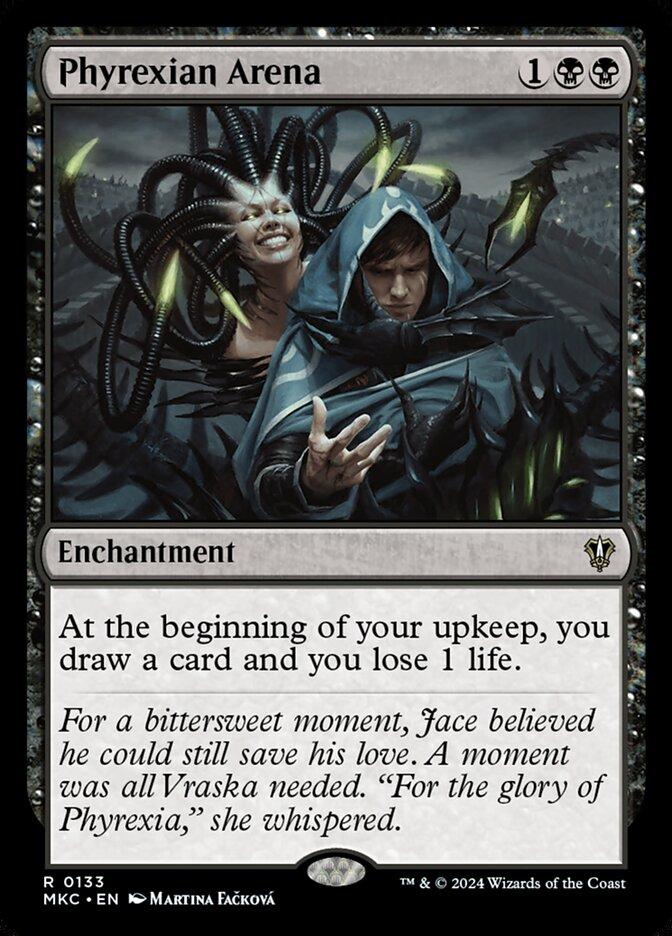 Phyrexian Arena 1
Enchantment
At the beginning of your upkeep, you
draw a card and you lose 1 life.
For a bittersweet moment, Jace believed
he could still save his love. A moment
was all Vraska needed. “For the glory of
Phyrexia,” she whispered.
R 0133
MKC • EN Martina Fačková
™ & © 2024 Wizards of the Coast